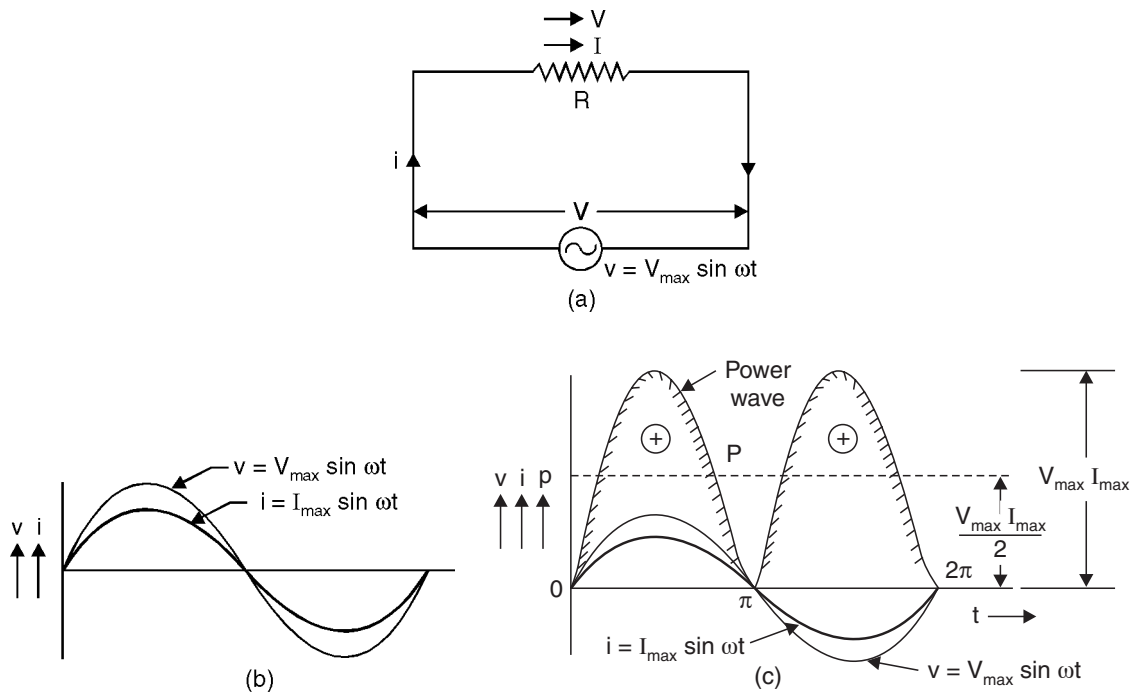 V
I
R
i
V
v = Vmax sin ωt
(a)
v = Vmax sin ωt
i = Imax sin ωt
v i
(b)
Power
wave
+ +
P
v i p
Vmax Imax
Vmax Imax
2
0
π
2π
t
i = Imax sin ωt
v = Vmax sin ωt
(c)